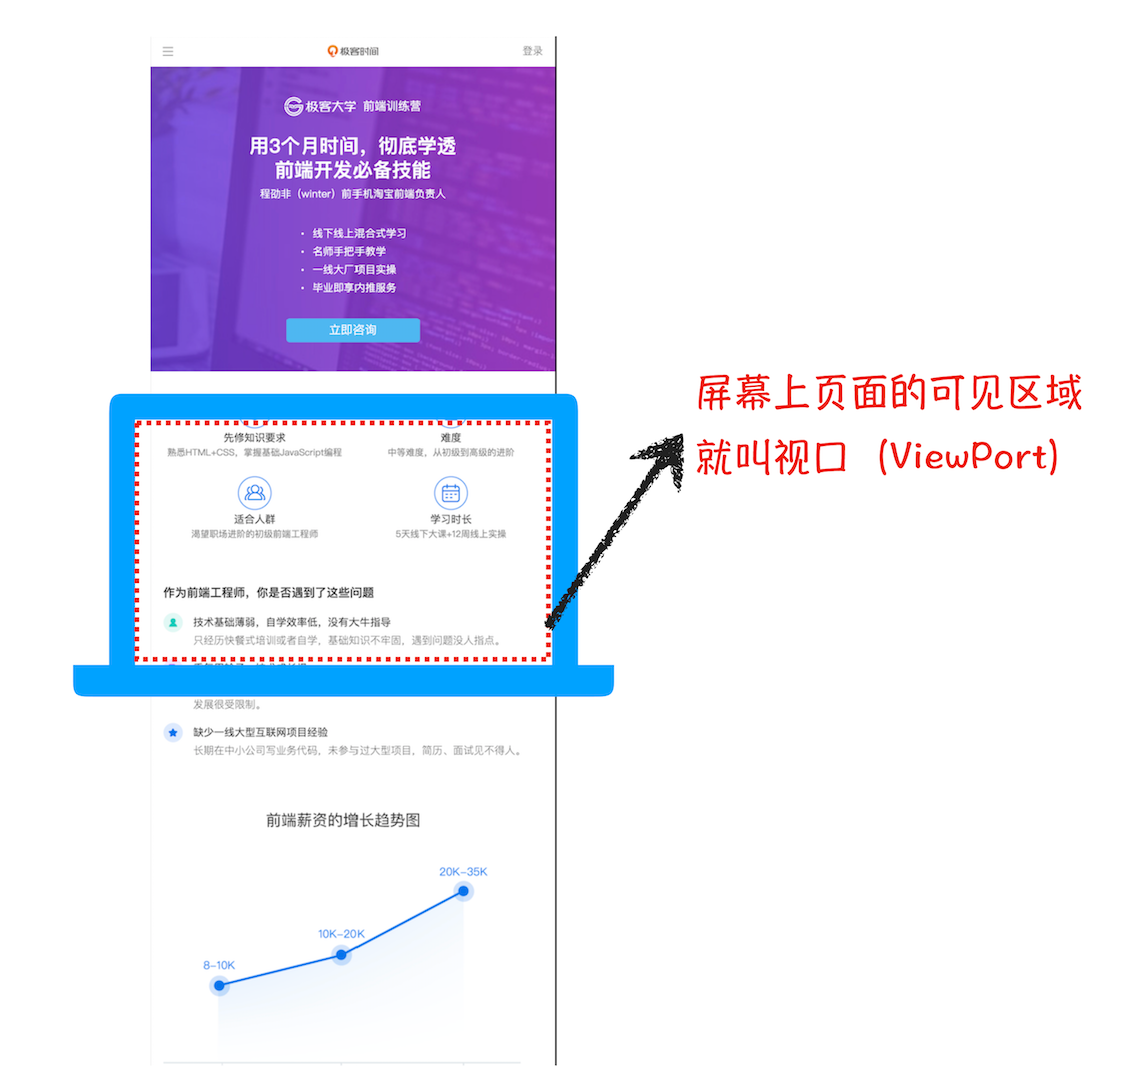 极客时间
登录
极客大学 前端训练营
用3个月时间，彻底学透
前端开发必备技能
程劭非（winter）前手机淘宝前端负责人
· 线下线上混合式学习
· 名师手把手教学
· 一线大厂项目实操
· 毕业即享内推服务
立即咨询
屏幕上页面的可见区域
就叫视口（ViewPort）
先修知识要求
熟悉HTML+CSS，掌握基础JavaScript编程
难度
中等难度，从初级到高级的进阶
适合人群
渴望职场进阶的初级前端工程师
学习时长
5天线下大课+12周线上实操
作为前端工程师，你是否遇到了这些问题
技术基础薄弱，自学效率低，没有大牛指导
只经历快餐式培训或者自学，基础知识不牢固，遇到问题没人指点。
发展很受限制。
缺少一线大型互联网项目经验
长期在中小公司写业务代码，未参与过大型项目，简历、面试见不得人。
前端薪资的增长趋势图
20K-35K
10K-20K
8-10K